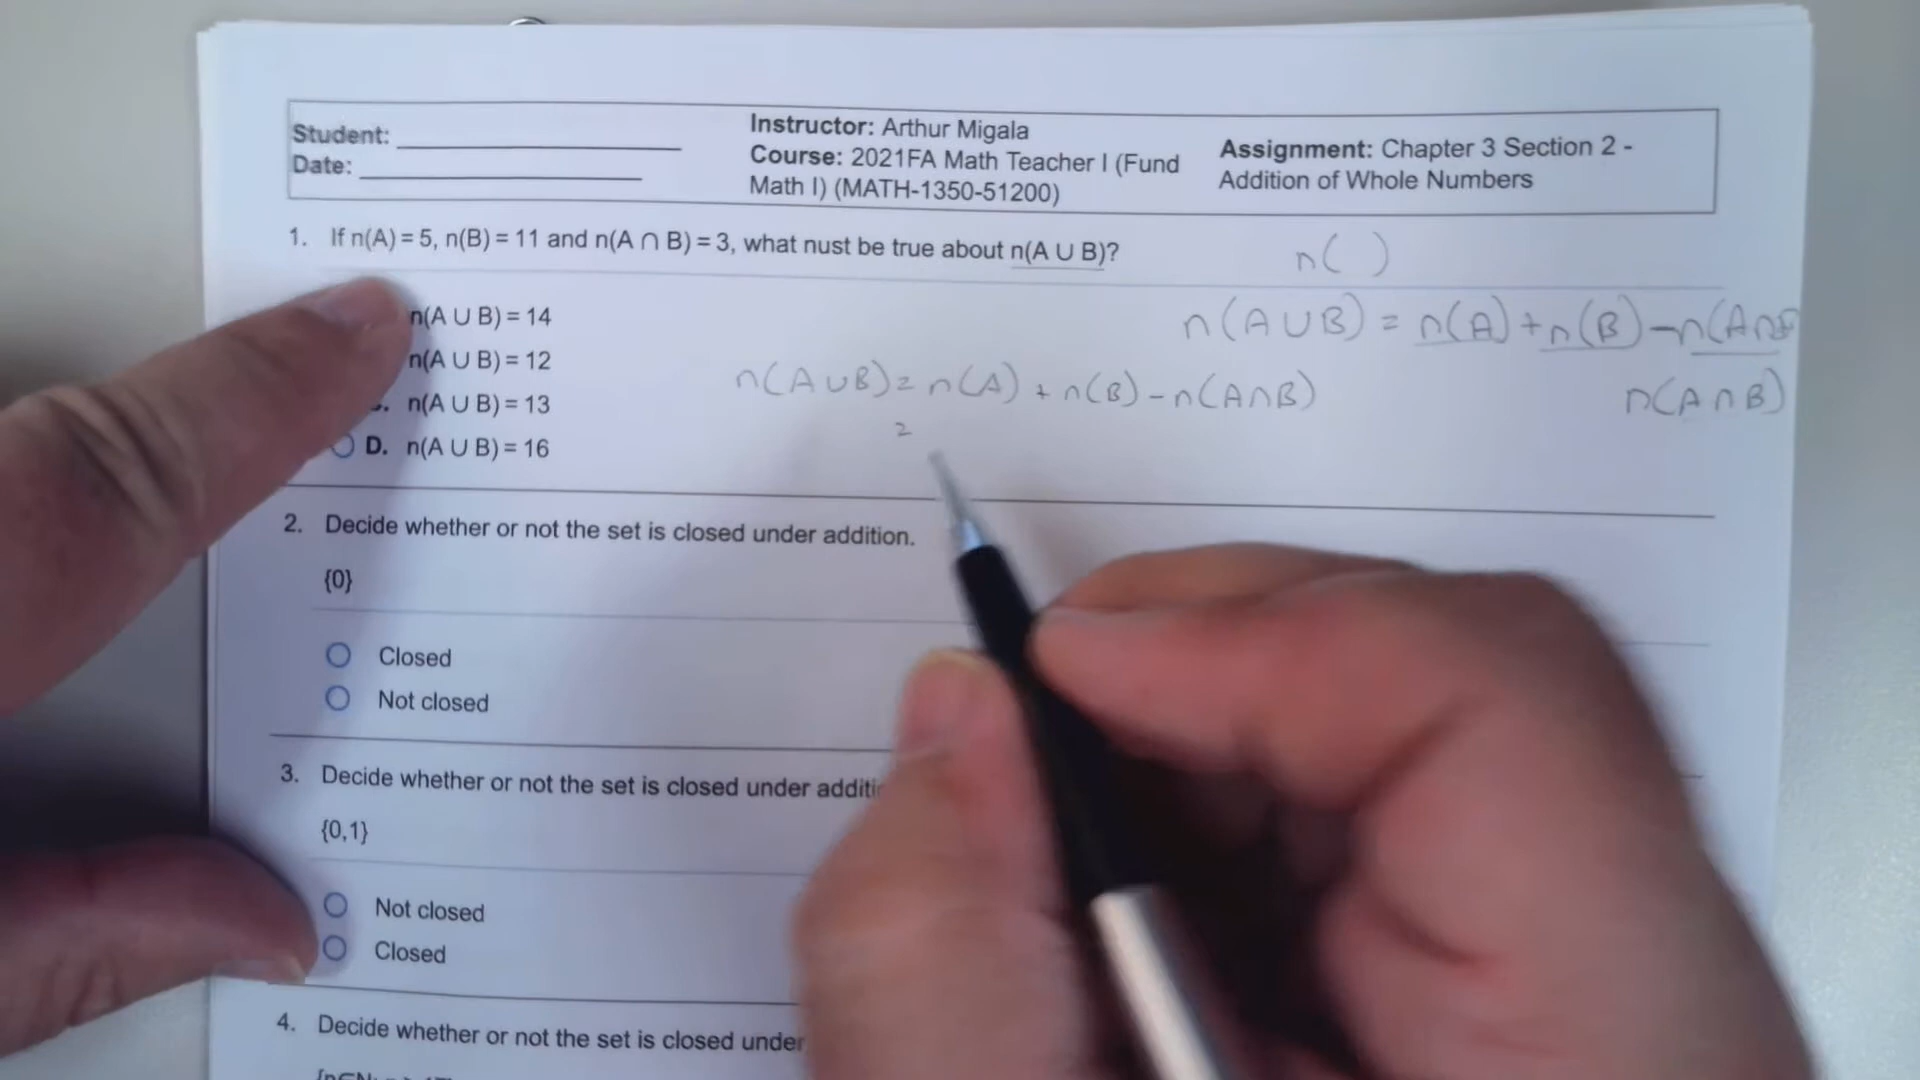 Student:
Date:
Instructor: Arthur Migala
Course: 2021FA Math Teacher I (Fund
Math I) (MATH-1350-51200)
Assignment: Chapter 3 Section 2 -
Addition of Whole Numbers
1. If n(A) = 5, n(B) = 11 and n(A ∩ B) = 3, what nust be true about n(A ∪ B)?
n( )
n(A ∪ B) = 14
n(A ∪ B) = 12
n(A ∪ B) = 13
D. n(A ∪ B) = 16
n(A ∪ B) = n(A) + n(B) - n(A ∩ B
n(A ∩ B)
n(A ∪ B) = n(A) + n(B) - n(A ∩ B)
=
2. Decide whether or not the set is closed under addition.
{0}
Closed
Not closed
3. Decide whether or not the set is closed under additi
{0,1}
Not closed
Closed
4. Decide whether or not the set is closed under